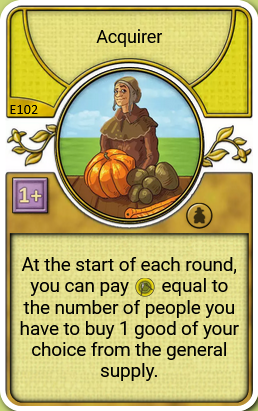 Acquirer
E102
1+
At the start of each round,
you can pay equal to
the number of people you
have to buy 1 good of your
choice from the general
supply.